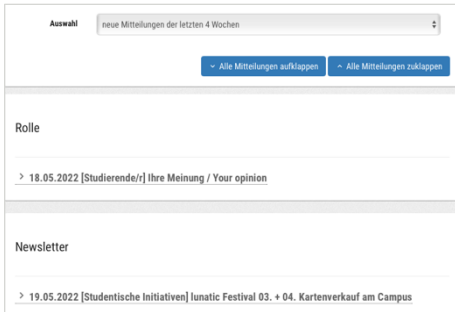 Auswahl neue Mitteilungen der letzten 4 Wochen
Alle Mitteilungen aufklappen Alle Mitteilungen zuklappen
Rolle
18.05.2022 [Studierende/r] Ihre Meinung / Your opinion
Newsletter
19.05.2022 [Studentische Initiativen] lunatic Festival 03. + 04. Kartenverkauf am Campus